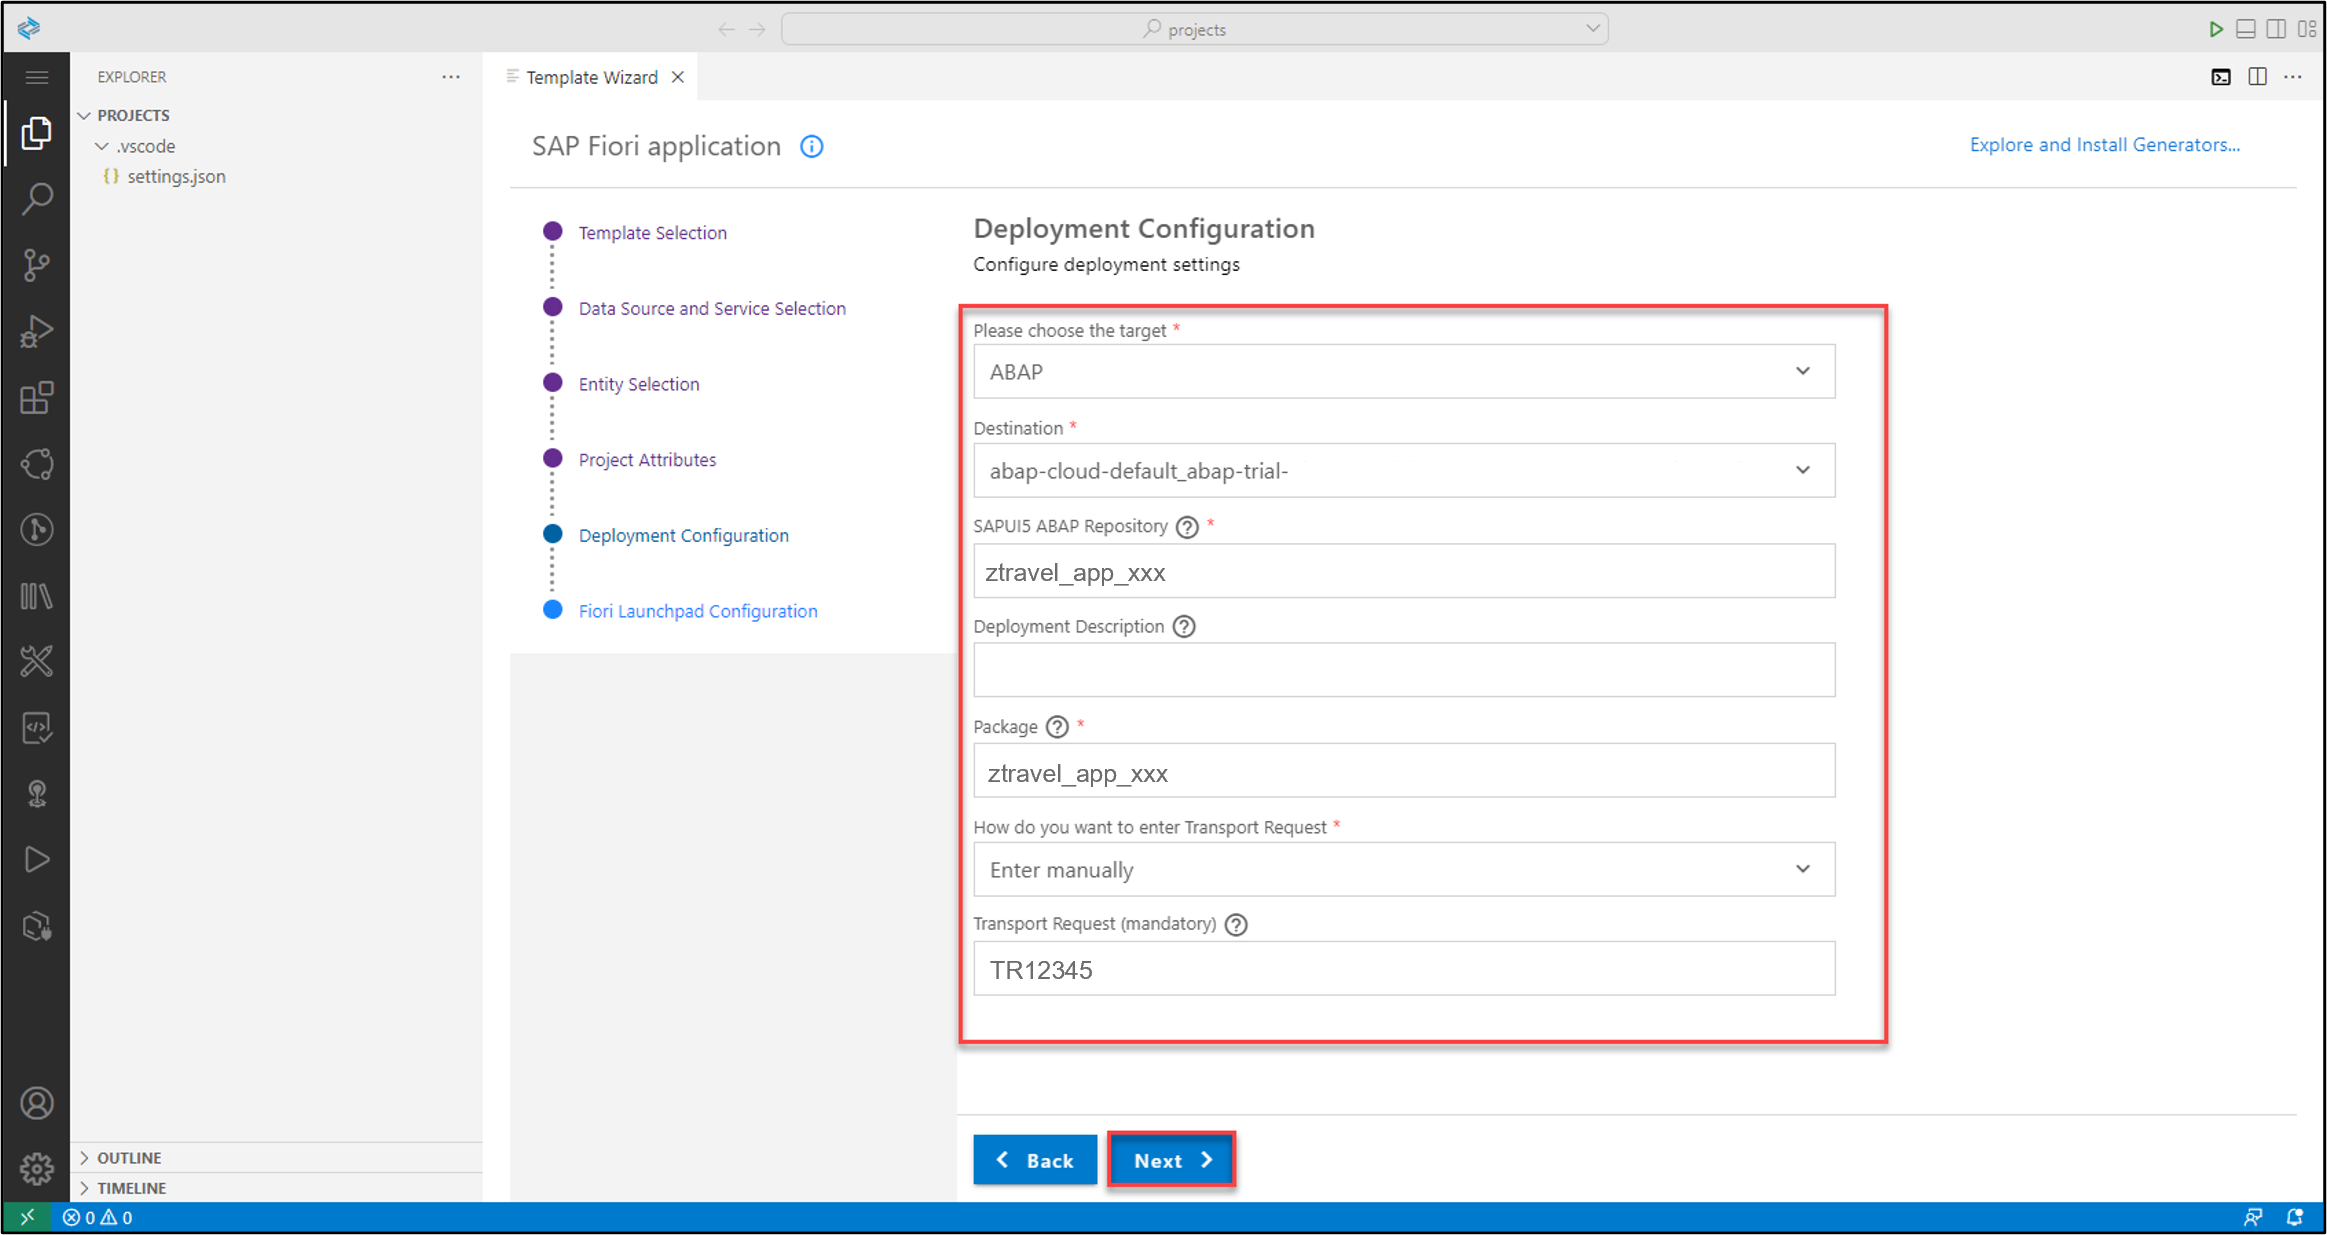 projects
EXPLORER
Template Wizard
PROJECTS
.vscode
{} settings.json
SAP Fiori application
Explore and Install Generators...
Template Selection
Data Source and Service Selection
Entity Selection
Project Attributes
Deployment Configuration
Fiori Launchpad Configuration
Deployment Configuration
Configure deployment settings
Please choose the target *
ABAP
Destination *
abap-cloud-default_abap-trial-
SAPUI5 ABAP Repository ? *
ztravel_app_xxx
Deployment Description ?
Package ? *
ztravel_app_xxx
How do you want to enter Transport Request *
Enter manually
Transport Request (mandatory) ?
TR12345
Back
Next
OUTLINE
TIMELINE
0 0